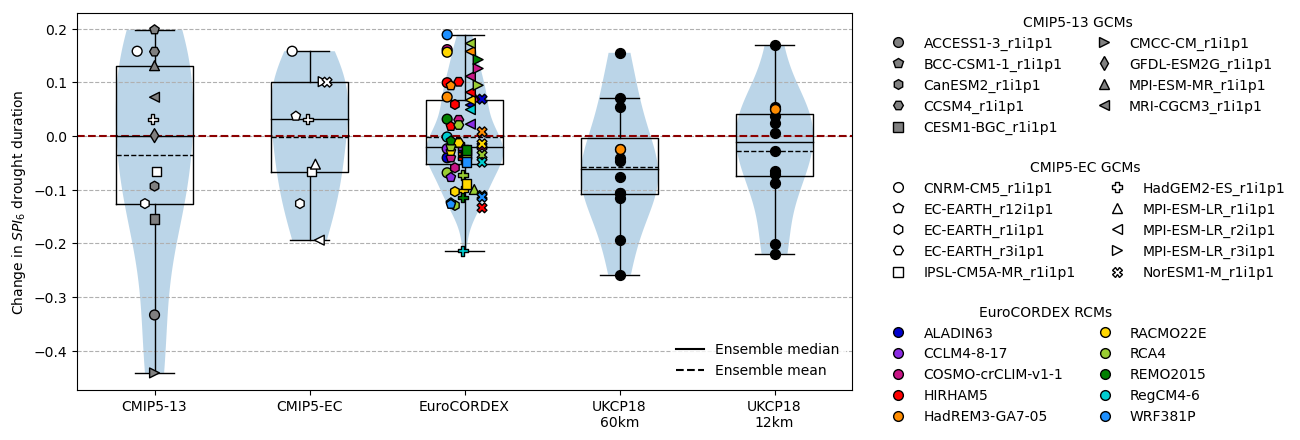 Change in SPI6 drought duration
0.2
0.1
0.0
−0.1
−0.2
−0.3
−0.4
CMIP5-13
CMIP5-EC
EuroCORDEX
UKCP18
60km
UKCP18
12km
Ensemble median
Ensemble mean
CMIP5-13 GCMs
ACCESS1-3_r1i1p1
BCC-CSM1-1_r1i1p1
CanESM2_r1i1p1
CCSM4_r1i1p1
CESM1-BGC_r1i1p1
CMCC-CM_r1i1p1
GFDL-ESM2G_r1i1p1
MPI-ESM-MR_r1i1p1
MRI-CGCM3_r1i1p1
CMIP5-EC GCMs
CNRM-CM5_r1i1p1
EC-EARTH_r12i1p1
EC-EARTH_r1i1p1
EC-EARTH_r3i1p1
IPSL-CM5A-MR_r1i1p1
HadGEM2-ES_r1i1p1
MPI-ESM-LR_r1i1p1
MPI-ESM-LR_r2i1p1
MPI-ESM-LR_r3i1p1
NorESM1-M_r1i1p1
EuroCORDEX RCMs
ALADIN63
CCLM4-8-17
COSMO-crCLIM-v1-1
HIRHAM5
HadREM3-GA7-05
RACMO22E
RCA4
REMO2015
RegCM4-6
WRF381P